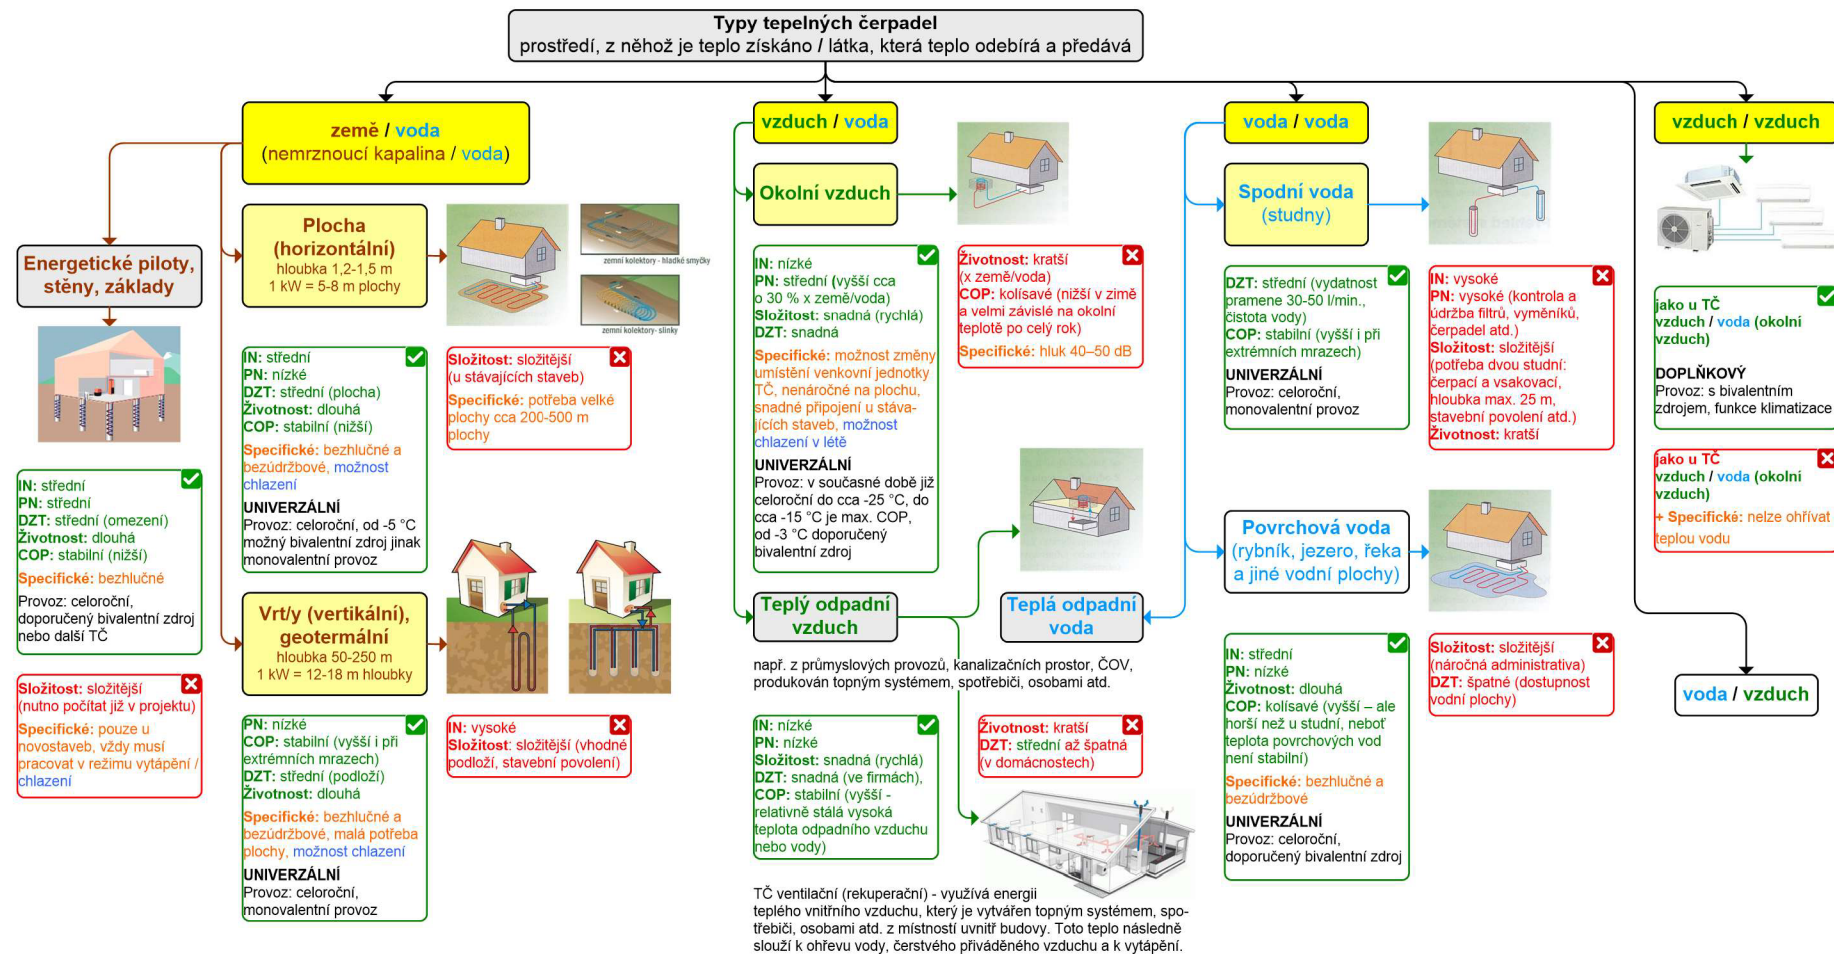 Typy tepelných čerpadel
prostředí, z něhož je teplo získáno / látka, která teplo odebírá a předává
země / voda
(nemrznoucí kapalina / voda)
Energetické piloty,
stěny, základy
IN: střední
PN: střední
DZT: střední (omezení)
Životnost: dlouhá
COP: stabilní (nižší)
Specifické: bezhlučné
Provoz: celoroční,
doporučený bivalentní zdroj
nebo další TČ
Složitost: složitější
(nutno počítat již v projektu)
Specifické: pouze u
novostaveb, vždy musí
pracovat v režimu vytápění /
chlazení
Plocha
(horizontální)
hloubka 1,2-1,5 m
1 kW = 5-8 m plochy
zemní kolektory - hladké smyčky
zemní kolektory- slinky
IN: střední
PN: nízké
DZT: střední (plocha)
Životnost: dlouhá
COP: stabilní (nižší)
Specifické: bezhlučné a
bezúdržbové, možnost
chlazení
UNIVERZÁLNÍ
Provoz: celoroční, od -5 °C
možný bivalentní zdroj jinak
monovalentní provoz
Složitost: složitější
(u stávajících staveb)
Specifické: potřeba velké
plochy cca 200-500 m
plochy
Vrt/y (vertikální),
geotermální
hloubka 50-250 m
1 kW = 12-18 m hloubky
PN: nízké
COP: stabilní (vyšší i při
extrémních mrazech)
DZT: střední (podloží)
Životnost: dlouhá
Specifické: bezhlučné a
bezúdržbové, malá potřeba
plochy, možnost chlazení
UNIVERZÁLNÍ
Provoz: celoroční,
monovalentní provoz
IN: vysoké
Složitost: složitější (vhodné
podloží, stavební povolení)
vzduch / voda
Okolní vzduch
IN: nízké
PN: střední (vyšší cca
o 30 % x země/voda)
Složitost: snadná (rychlá)
DZT: snadná
Specifické: možnost změny
umístění venkovní jednotky
TČ, nenáročné na plochu,
snadné připojení u stáva-
jících staveb, možnost
chlazení v létě
UNIVERZÁLNÍ
Provoz: v současné době již
celoroční do cca -25 °C, do
cca -15 °C je max. COP,
od -3 °C doporučený
bivalentní zdroj
Životnost: kratší
(x země/voda)
COP: kolísavé (nižší v zimě
a velmi závislé na okolní
teplotě po celý rok)
Specifické: hluk 40–50 dB
Teplý odpadní
vzduch
Teplá odpadní
voda
např. z průmyslových provozů, kanalizačních prostor, ČOV,
produkován topným systémem, spotřebiči, osobami atd.
IN: nízké
PN: nízké
Složitost: snadná (rychlá)
DZT: snadná (ve firmách),
COP: stabilní (vyšší -
relativně stálá vysoká
teplota odpadního vzduchu
nebo vody)
Životnost: kratší
DZT: střední až špatná
(v domácnostech)
TČ ventilační (rekuperační) - využívá energii
teplého vnitřního vzduchu, který je vytvářen topným systémem, spo-
třebiči, osobami atd. z místností uvnitř budovy. Toto teplo následně
slouží k ohřevu vody, čerstvého přiváděného vzduchu a k vytápění.
voda / voda
Spodní voda
(studny)
DZT: střední (vydatnost
pramene 30-50 l/min.,
čistota vody)
COP: stabilní (vyšší i při
extrémních mrazech)
UNIVERZÁLNÍ
Provoz: celoroční,
monovalentní provoz
IN: vysoké
PN: vysoké (kontrola a
údržba filtrů, vyměníků,
čerpadel atd.)
Složitost: složitější
(potřeba dvou studní:
čerpací a vsakovací,
hloubka max. 25 m,
stavební povolení atd.)
Životnost: kratší
Povrchová voda
(rybník, jezero, řeka
a jiné vodní plochy)
IN: střední
PN: nízké
Životnost: dlouhá
COP: kolísavé (vyšší – ale
horší než u studní, neboť
teplota povrchových vod
není stabilní)
Specifické: bezhlučné a
bezúdržbové
UNIVERZÁLNÍ
Provoz: celoroční,
doporučený bivalentní zdroj
Složitost: složitější
(náročná administrativa)
DZT: špatné (dostupnost
vodní plochy)
vzduch / vzduch
jako u TČ
vzduch / voda (okolní
vzduch)
DOPLŇKOVÝ
Provoz: s bivalentním
zdrojem, funkce klimatizace
jako u TČ
vzduch / voda (okolní
vzduch)
+ Specifické: nelze ohřívat
teplou vodu
voda / vzduch